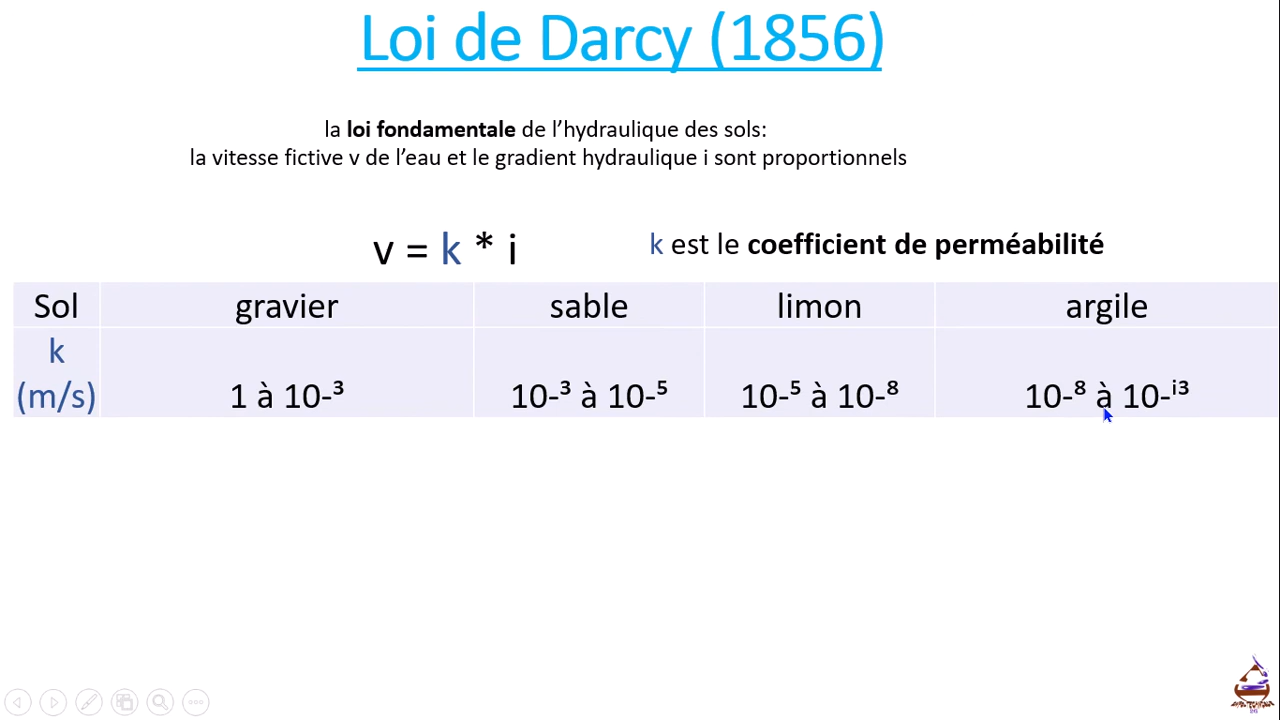 Loi de Darcy (1856)
la loi fondamentale de l’hydraulique des sols:
la vitesse fictive v de l’eau et le gradient hydraulique i sont proportionnels
v = k * i
k est le coefficient de perméabilité
Sol gravier sable limon argile
k
(m/s) 1 à 10-³ 10-³ à 10-⁵ 10-⁵ à 10-⁸ 10-⁸ à 10-ⁱ³